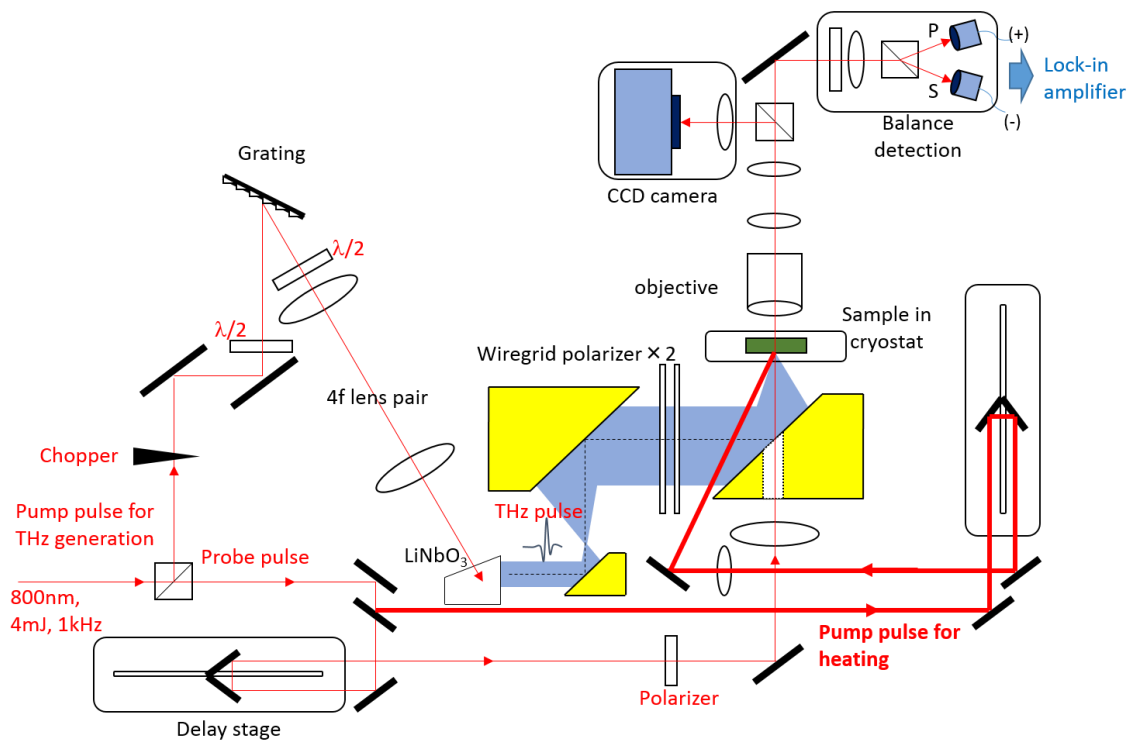 P
(+)
Lock-in
amplifier
S
(-)
Balance
detection
Grating
CCD camera
λ/2
objective
Sample in
cryostat
λ/2
Wiregrid polarizer × 2
4f lens pair
Chopper
THz pulse
Pump pulse for
THz generation
LiNbO3
Probe pulse
800nm,
4mJ, 1kHz
Pump pulse for
heating
Polarizer
Delay stage